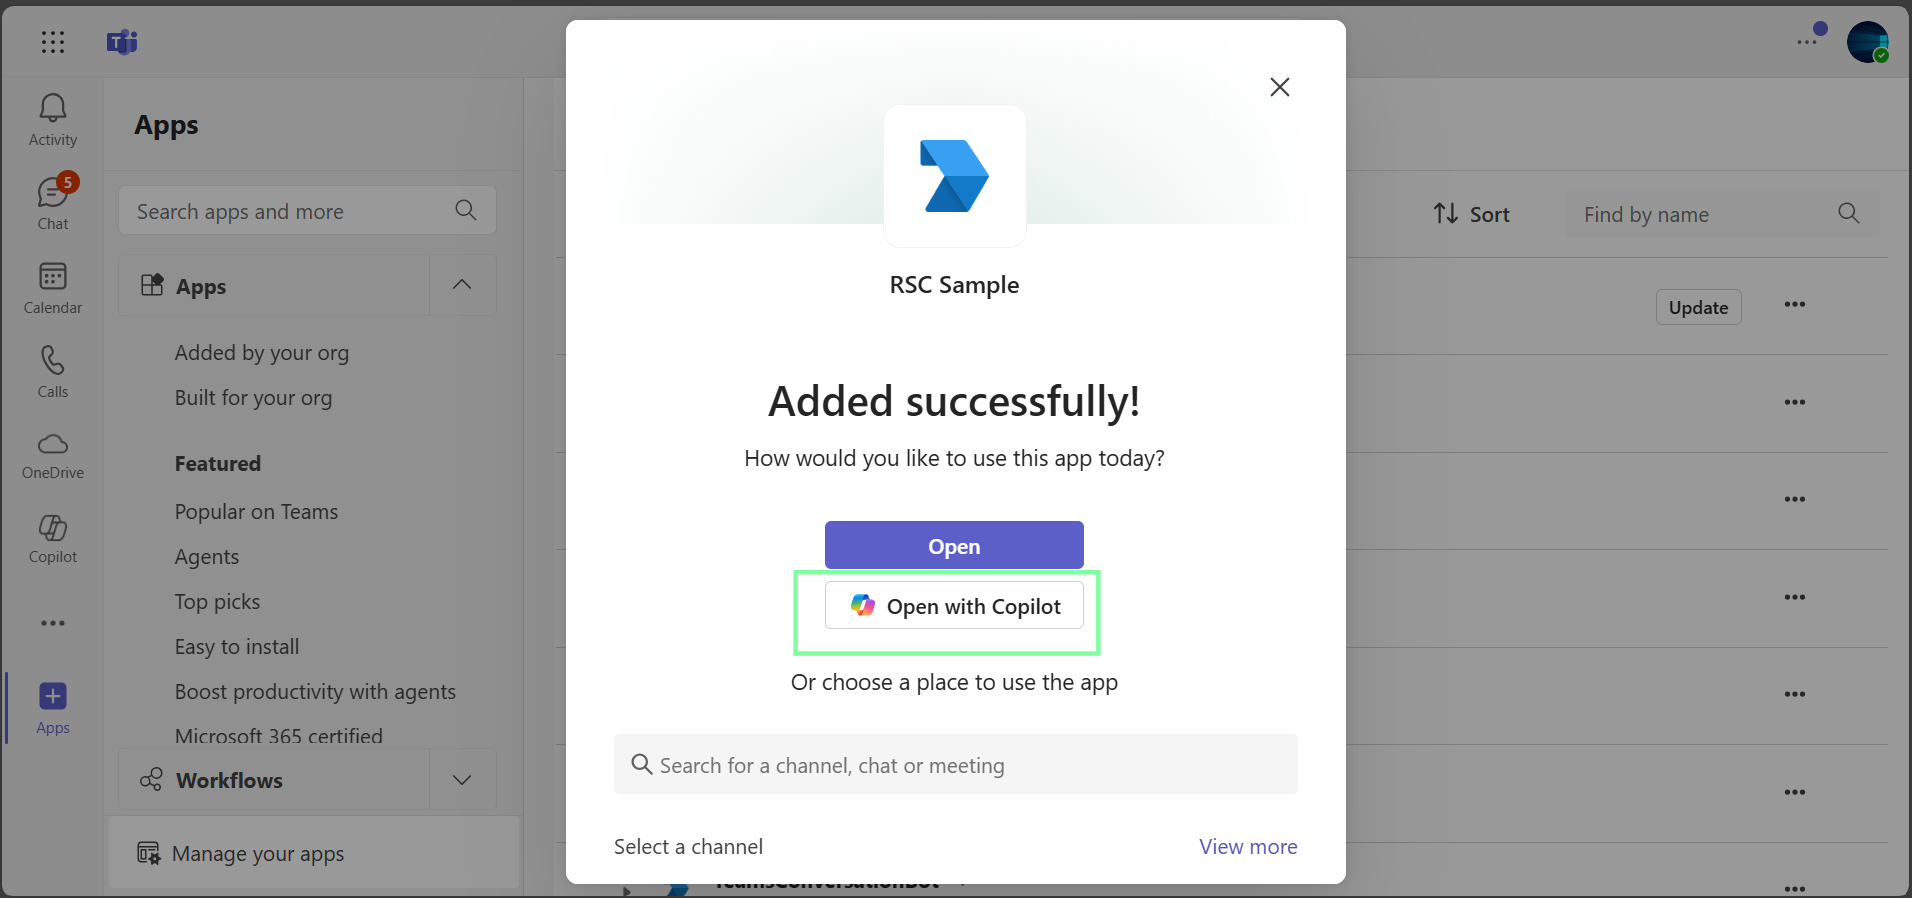 Activity
5
Chat
Calendar
Calls
OneDrive
Copilot
Apps
Apps
Search apps and more
Apps
Added by your org
Built for your org
Featured
Popular on Teams
Agents
Top picks
Easy to install
Boost productivity with agents
Microsoft 365 certified
Workflows
Manage your apps
RSC Sample
Added successfully!
How would you like to use this app today?
Open
Open with Copilot
Or choose a place to use the app
Search for a channel, chat or meeting
Select a channel
View more
TeamsConversationBot
Sort
Find by name
Update